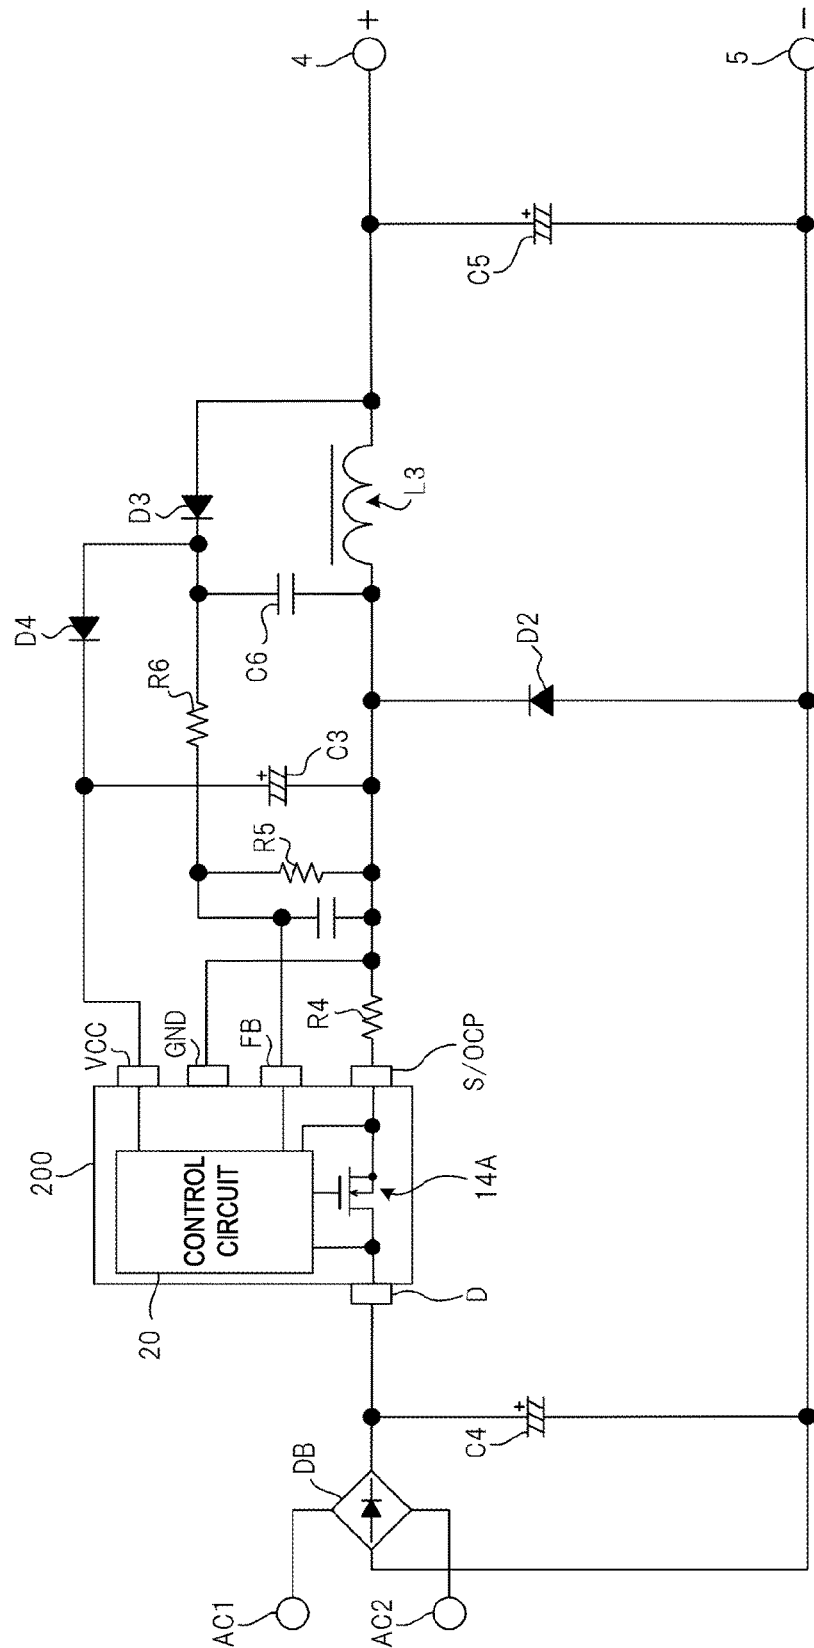 AC1
AC2
DB
C4
200
20
CONTROL
CIRCUIT
D
14A
VCC
GND
FB
S/OCP
R4
R5
C3
R6
C6
D4
D3
L3
D2
C5
+
+
+
4
+
5
-